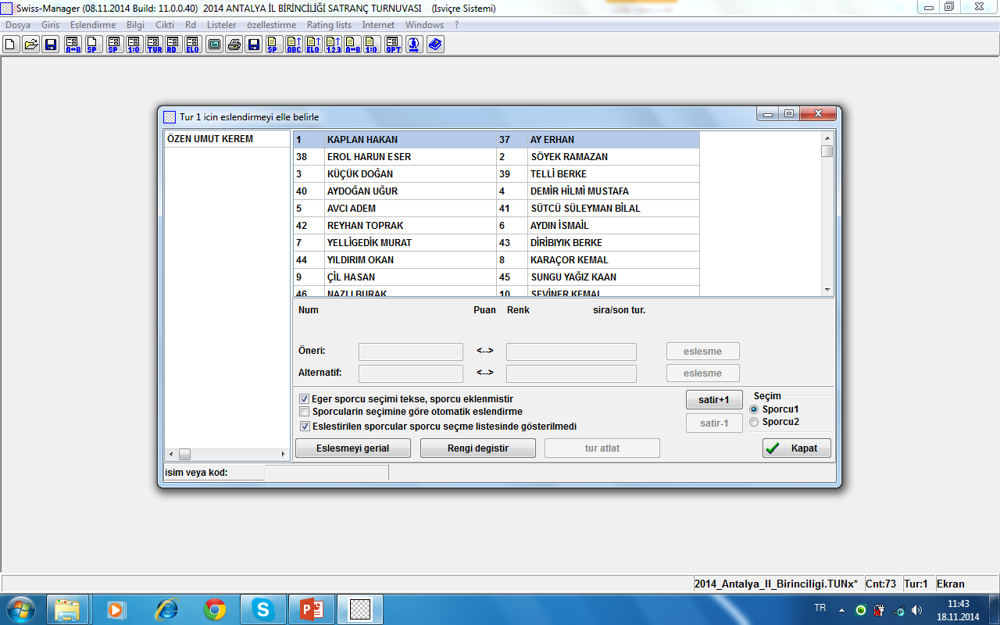 Swiss-Manager (08.11.2014 Build: 11.0.0.40) 2014 ANTALYA İL BİRİNCİLİĞİ SATRANÇ TURNUVASI (Isviçre Sistemi)
Dosya Giris Eslendirme Bilgi Cikti Rd Listeler özellestirme Rating lists Internet Windows ?
A↔B SP SP 1:0 TUR RD ELO SP ABC ELO 1.2.3 A↔B 1:0 OPT
Tur 1 icin eslendirmeyi elle belirle
ÖZEN UMUT KEREM
1 KAPLAN HAKAN 37 AY ERHAN
38 EROL HARUN ESER 2 SÖYEK RAMAZAN
3 KÜÇÜK DOĞAN 39 TELLİ BERKE
40 AYDOĞAN UĞUR 4 DEMİR HİLMİ MUSTAFA
5 AVCI ADEM 41 SÜTCÜ SÜLEYMAN BİLAL
42 REYHAN TOPRAK 6 AYDIN İSMAİL
7 YELLİGEDİK MURAT 43 DİRİBIYIK BERKE
44 YILDIRIM OKAN 8 KARAÇOR KEMAL
9 ÇİL HASAN 45 SUNGU YAĞIZ KAAN
46 NAZLI BURAK 10 SEVİNER KEMAL
Num Puan Renk sira/son tur.
Öneri: <--> eslesme
Alternatif: <--> eslesme
Eger sporcu seçimi tekse, sporcu eklenmistir
Sporcularin seçimine göre otomatik eslendirme
Eslestirilen sporcular sporcu seçme listesinde gösterilmedi
satir+1
satir-1
Seçim
Sporcu1
Sporcu2
Eslesmeyi gerial Rengi degistir tur atlat Kapat
isim veya kod:
2014_Antalya_Il_Birinciligi.TUNx* Cnt:73 Tur:1 Ekran
TR 11:43
18.11.2014